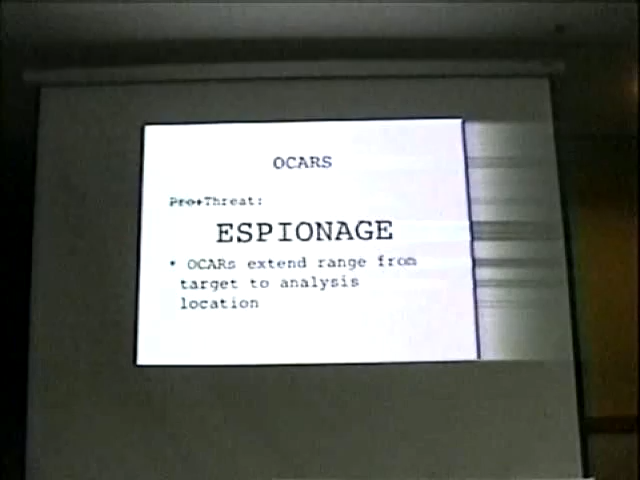 OCARS
Pro+Threat:
ESPIONAGE
• OCARs extend range from
target to analysis
location